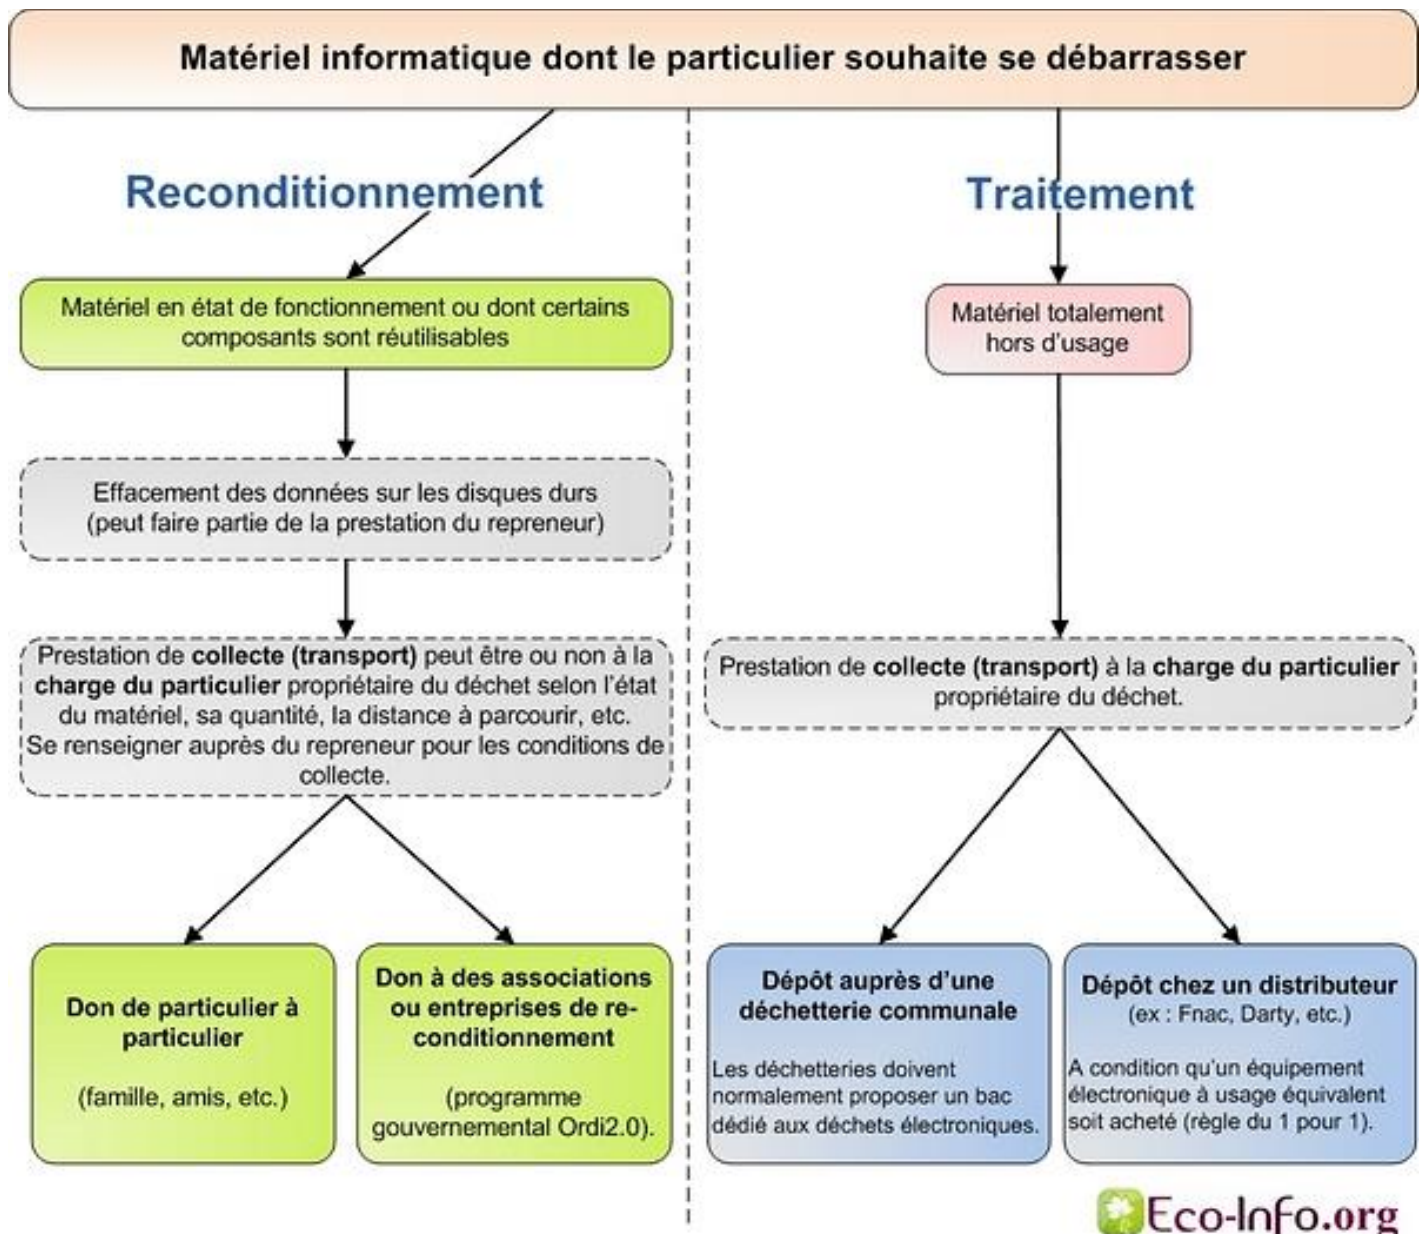 Matériel informatique dont le particulier souhaite se débarrasser
Reconditionnement
Matériel en état de fonctionnement ou dont certains
composants sont réutilisables
Effacement des données sur les disques durs
(peut faire partie de la prestation du repreneur)
Prestation de collecte (transport) peut être ou non à la
charge du particulier propriétaire du déchet selon l'état
du matériel, sa quantité, la distance à parcourir, etc.
Se renseigner auprès du repreneur pour les conditions de
collecte.
Don de particulier à
particulier
(famille, amis, etc.)
Don à des associations
ou entreprises de re-
conditionnement
(programme
gouvernemental Ordi2.0).
Traitement
Matériel totalement
hors d'usage
Prestation de collecte (transport) à la charge du particulier
propriétaire du déchet.
Dépôt auprès d'une
déchetterie communale
Les déchetteries doivent
normalement proposer un bac
dédié aux déchets électroniques.
Dépôt chez un distributeur
(ex : Fnac, Darty, etc.)
A condition qu'un équipement
électronique à usage équivalent
soit acheté (règle du 1 pour 1).
Eco-Info.org